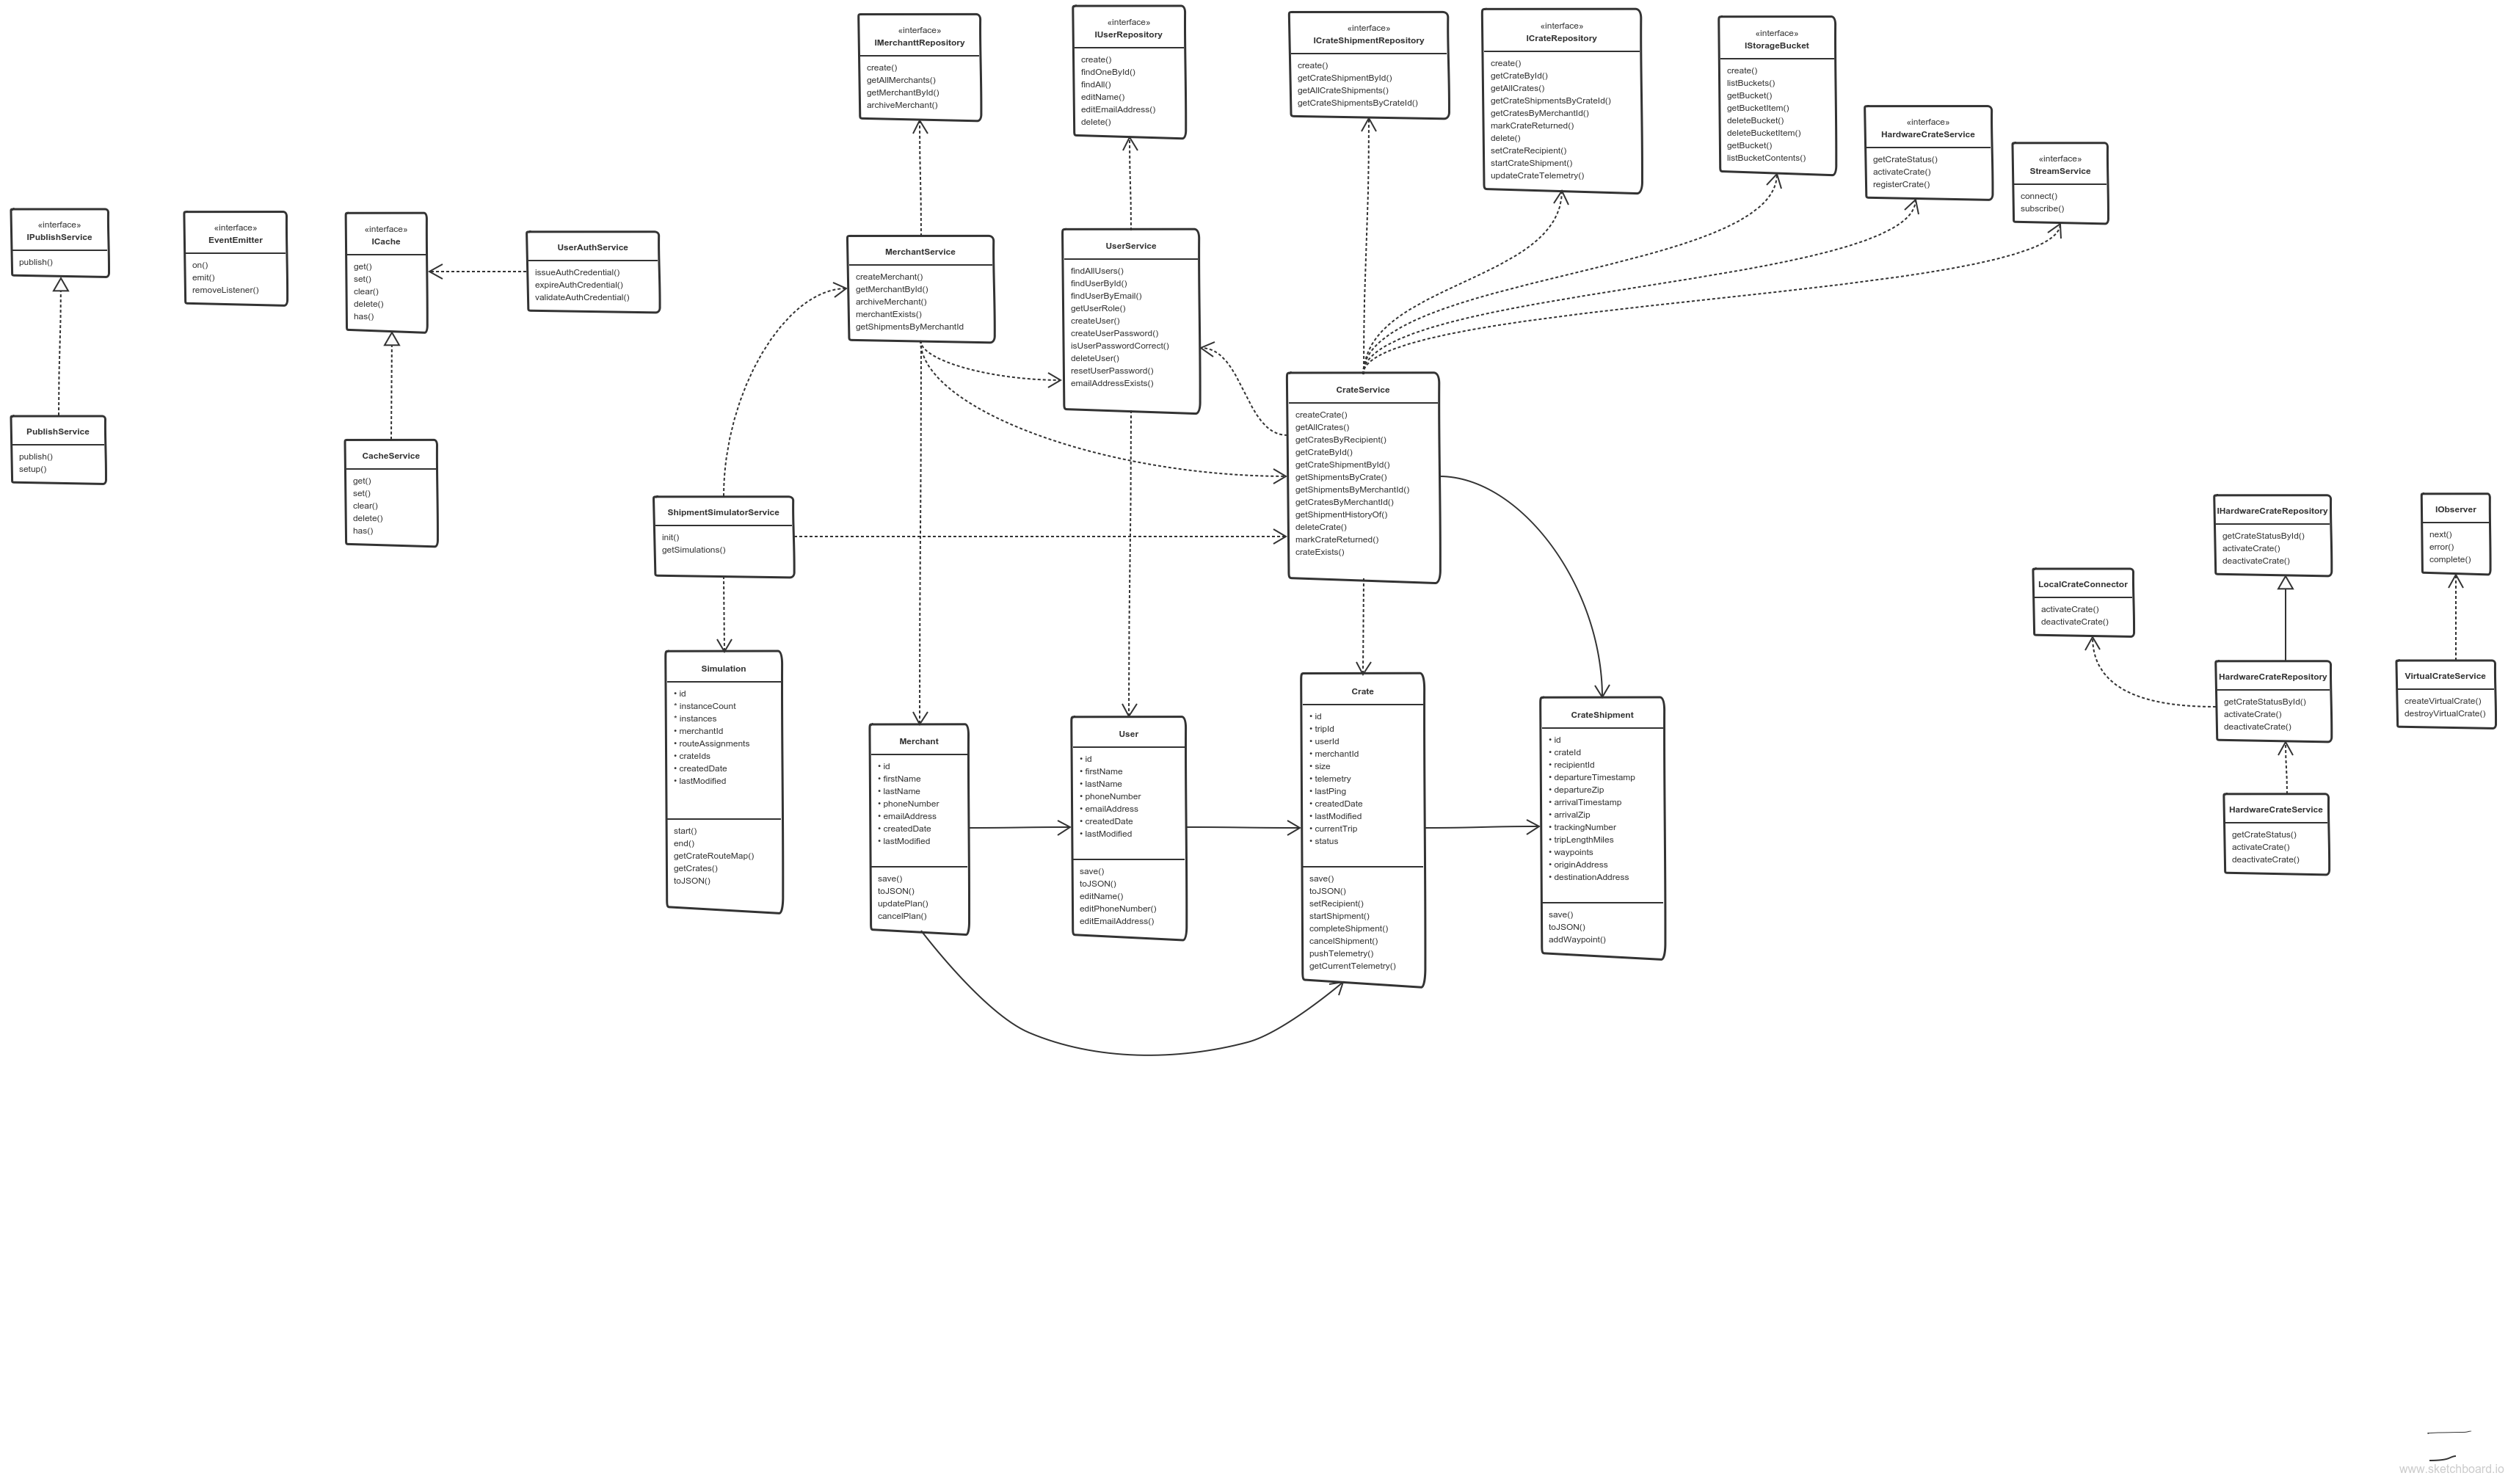 «interface»
IMerchanttRepository
create()
getAllMerchants()
getMerchantById()
archiveMerchant()
«interface»
IUserRepository
create()
findOneById()
findAll()
editName()
editEmailAddress()
delete()
«interface»
ICrateShipmentRepository
create()
getCrateShipmentById()
getAllCrateShipments()
getCrateShipmentsByCrateId()
«interface»
ICrateRepository
create()
getCrateById()
getAllCrates()
getCrateShipmentsByCrateId()
getCratesByMerchantId()
markCrateReturned()
delete()
setCrateRecipient()
startCrateShipment()
updateCrateTelemetry()
«interface»
IStorageBucket
create()
listBuckets()
getBucket()
getBucketItem()
deleteBucket()
deleteBucketItem()
getBucket()
listBucketContents()
«interface»
HardwareCrateService
getCrateStatus()
activateCrate()
registerCrate()
«interface»
StreamService
connect()
subscribe()
«interface»
IPublishService
publish()
«interface»
EventEmitter
on()
emit()
removeListener()
«interface»
ICache
get()
set()
clear()
delete()
has()
UserAuthService
issueAuthCredential()
expireAuthCredential()
validateAuthCredential()
MerchantService
createMerchant()
getMerchantById()
archiveMerchant()
merchantExists()
getShipmentsByMerchantId
UserService
findAllUsers()
findUserById()
findUserByEmail()
getUserRole()
createUser()
createUserPassword()
isUserPasswordCorrect()
deleteUser()
resetUserPassword()
emailAddressExists()
CrateService
createCrate()
getAllCrates()
getCratesByRecipient()
getCrateById()
getCrateShipmentById()
getShipmentsByCrate()
getShipmentsByMerchantId()
getCratesByMerchantId()
getShipmentHistoryOf()
deleteCrate()
markCrateReturned()
crateExists()
PublishService
publish()
setup()
CacheService
get()
set()
clear()
delete()
has()
ShipmentSimulatorService
init()
getSimulations()
IHardwareCrateRepository
getCrateStatusById()
activateCrate()
deactivateCrate()
IObserver
next()
error()
complete()
LocalCrateConnector
activateCrate()
deactivateCrate()
Simulation
• id
* instanceCount
* instances
• merchantId
• routeAssignments
• crateIds
• createdDate
• lastModified
start()
end()
getCrateRouteMap()
getCrates()
toJSON()
Merchant
• id
• firstName
• lastName
• phoneNumber
• emailAddress
• createdDate
• lastModified
save()
toJSON()
updatePlan()
cancelPlan()
User
• id
• firstName
• lastName
• phoneNumber
• emailAddress
• createdDate
• lastModified
save()
toJSON()
editName()
editPhoneNumber()
editEmailAddress()
Crate
• id
• tripId
• userId
• merchantId
• size
• telemetry
• lastPing
• createdDate
• lastModified
• currentTrip
• status
save()
toJSON()
setRecipient()
startShipment()
completeShipment()
cancelShipment()
pushTelemetry()
getCurrentTelemetry()
CrateShipment
• id
• crateId
• recipientId
• departureTimestamp
• departureZip
• arrivalTimestamp
• arrivalZip
• trackingNumber
• tripLengthMiles
• waypoints
• originAddress
• destinationAddress
save()
toJSON()
addWaypoint()
HardwareCrateRepository
getCrateStatusById()
activateCrate()
deactivateCrate()
VirtualCrateService
createVirtualCrate()
destroyVirtualCrate()
HardwareCrateService
getCrateStatus()
activateCrate()
deactivateCrate()
www.sketchboard.io